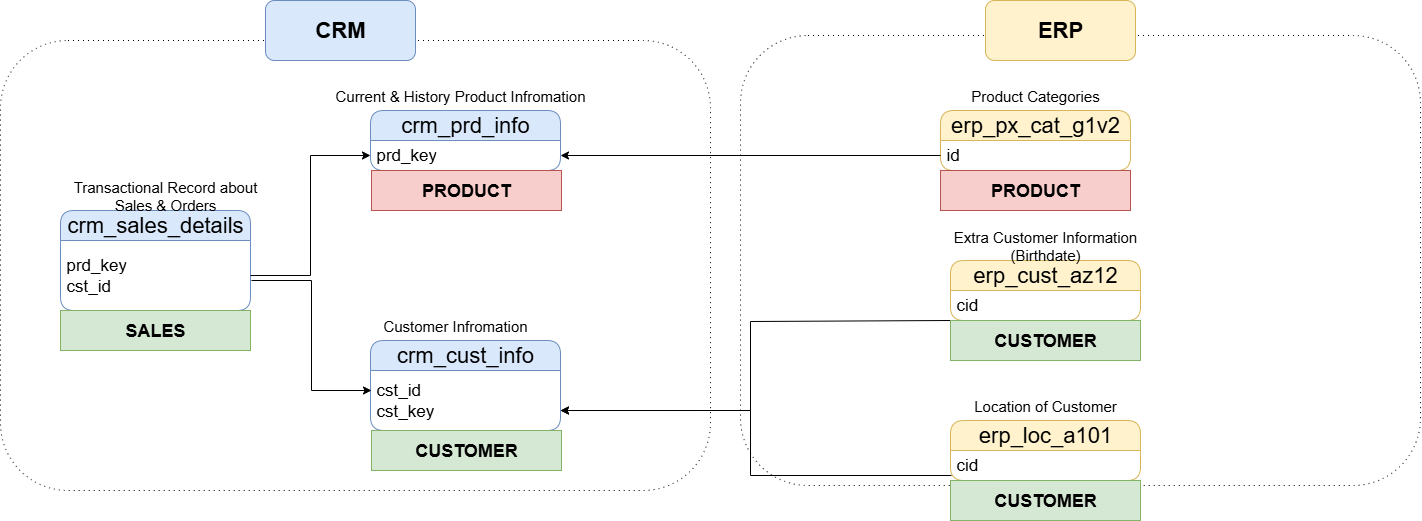 CRM
ERP
Current & History Product Infromation
crm_prd_info
prd_key
PRODUCT
Product Categories
erp_px_cat_g1v2
id
PRODUCT
Transactional Record about
Sales & Orders
crm_sales_details
prd_key
cst_id
SALES
Extra Customer Information
(Birthdate)
erp_cust_az12
cid
CUSTOMER
Customer Infromation
crm_cust_info
cst_id
cst_key
CUSTOMER
Location of Customer
erp_loc_a101
cid
CUSTOMER